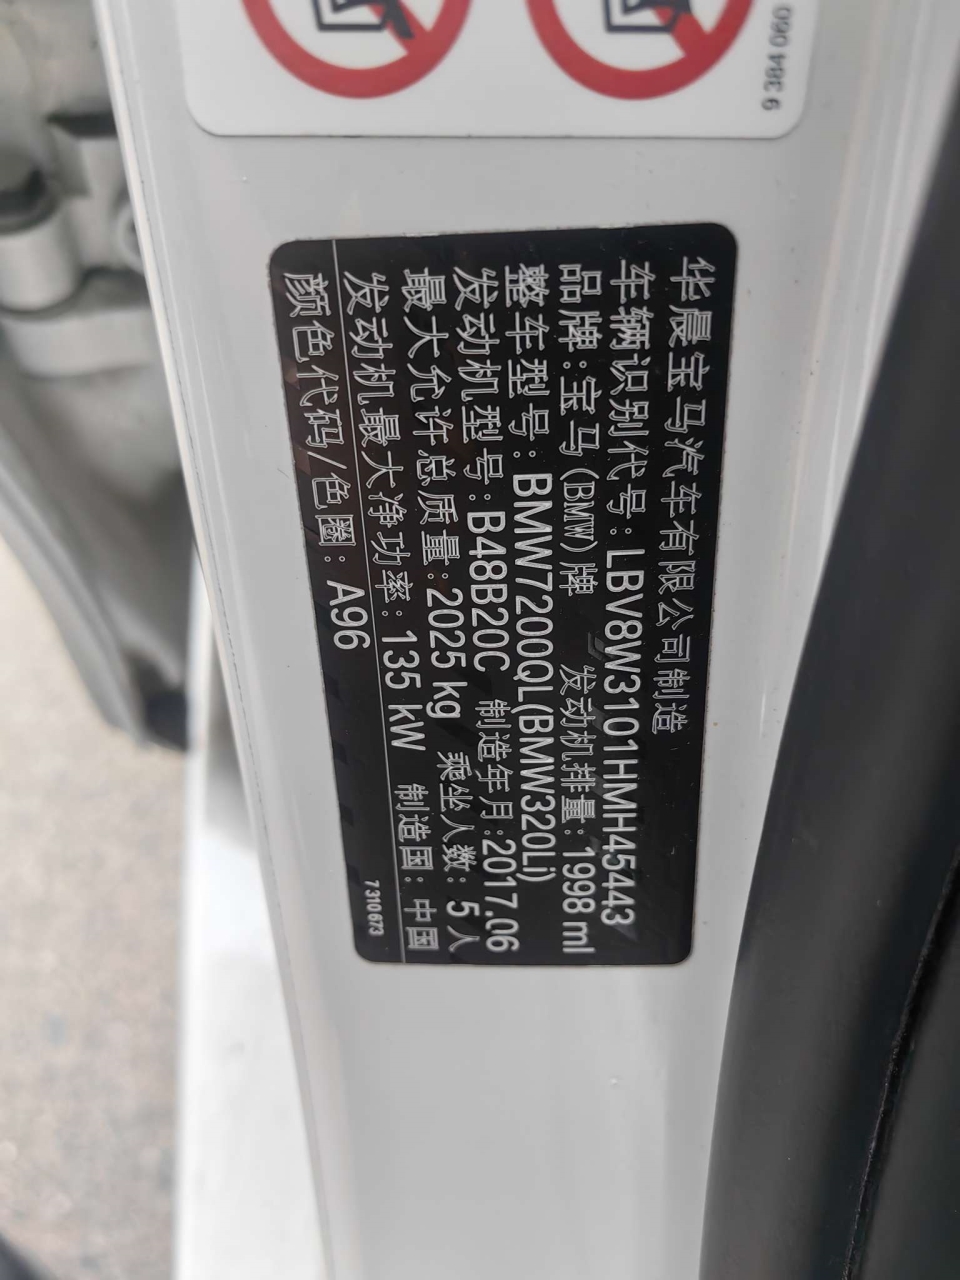 9 384 060
华晨宝马汽车有限公司制造
车辆识别代号:LBV8W3101HMH45443
品牌:宝马(BMW)牌 发动机排量:1998 ml
整车型号:BMW7200QL(BMW320Li)
发动机型号:B48B20C 制造年月:2017.06
最大允许总质量:2025 kg 乘坐人数:5人
发动机最大净功率:135 kW 制造国:中国
颜色代码/色圈:A96
7 310 673